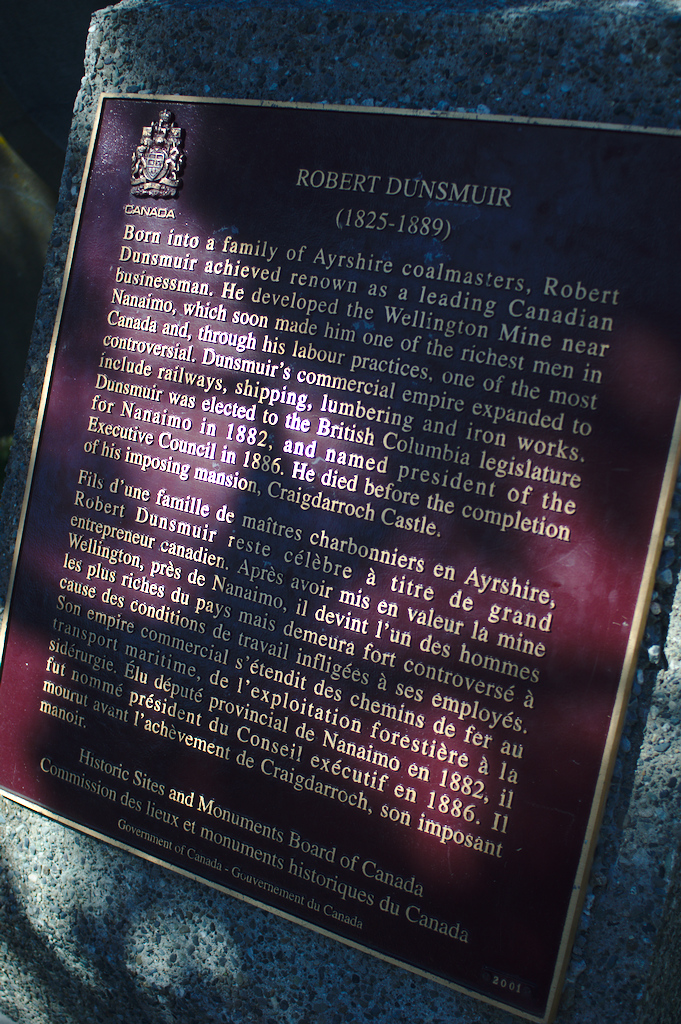 CANADA
ROBERT DUNSMUIR
(1825-1889)
Born into a family of Ayrshire coalmasters, Robert
Dunsmuir achieved renown as a leading Canadian
businessman. He developed the Wellington Mine near
Nanaimo, which soon made him one of the richest men in
Canada and, through his labour practices, one of the most
controversial. Dunsmuir's commercial empire expanded to
include railways, shipping, lumbering and iron works.
Dunsmuir was elected to the British Columbia legislature
for Nanaimo in 1882, and named president of the
Executive Council in 1886. He died before the completion
of his imposing mansion, Craigdarroch Castle.
Fils d'une famille de maîtres charbonniers en Ayrshire,
Robert Dunsmuir reste célèbre à titre de grand
entrepreneur canadien. Après avoir mis en valeur la mine
Wellington, près de Nanaimo, il devint l'un des hommes
les plus riches du pays mais demeura fort controversé à
cause des conditions de travail infligées à ses employés.
Son empire commercial s'étendit des chemins de fer au
transport maritime, de l'exploitation forestière à la
sidérurgie. Élu député provincial de Nanaimo en 1882, il
fut nommé président du Conseil exécutif en 1886. Il
mourut avant l'achèvement de Craigdarroch, son imposant
manoir.
Historic Sites and Monuments Board of Canada
Commission des lieux et monuments historiques du Canada
Government of Canada - Gouvernement du Canada
2001